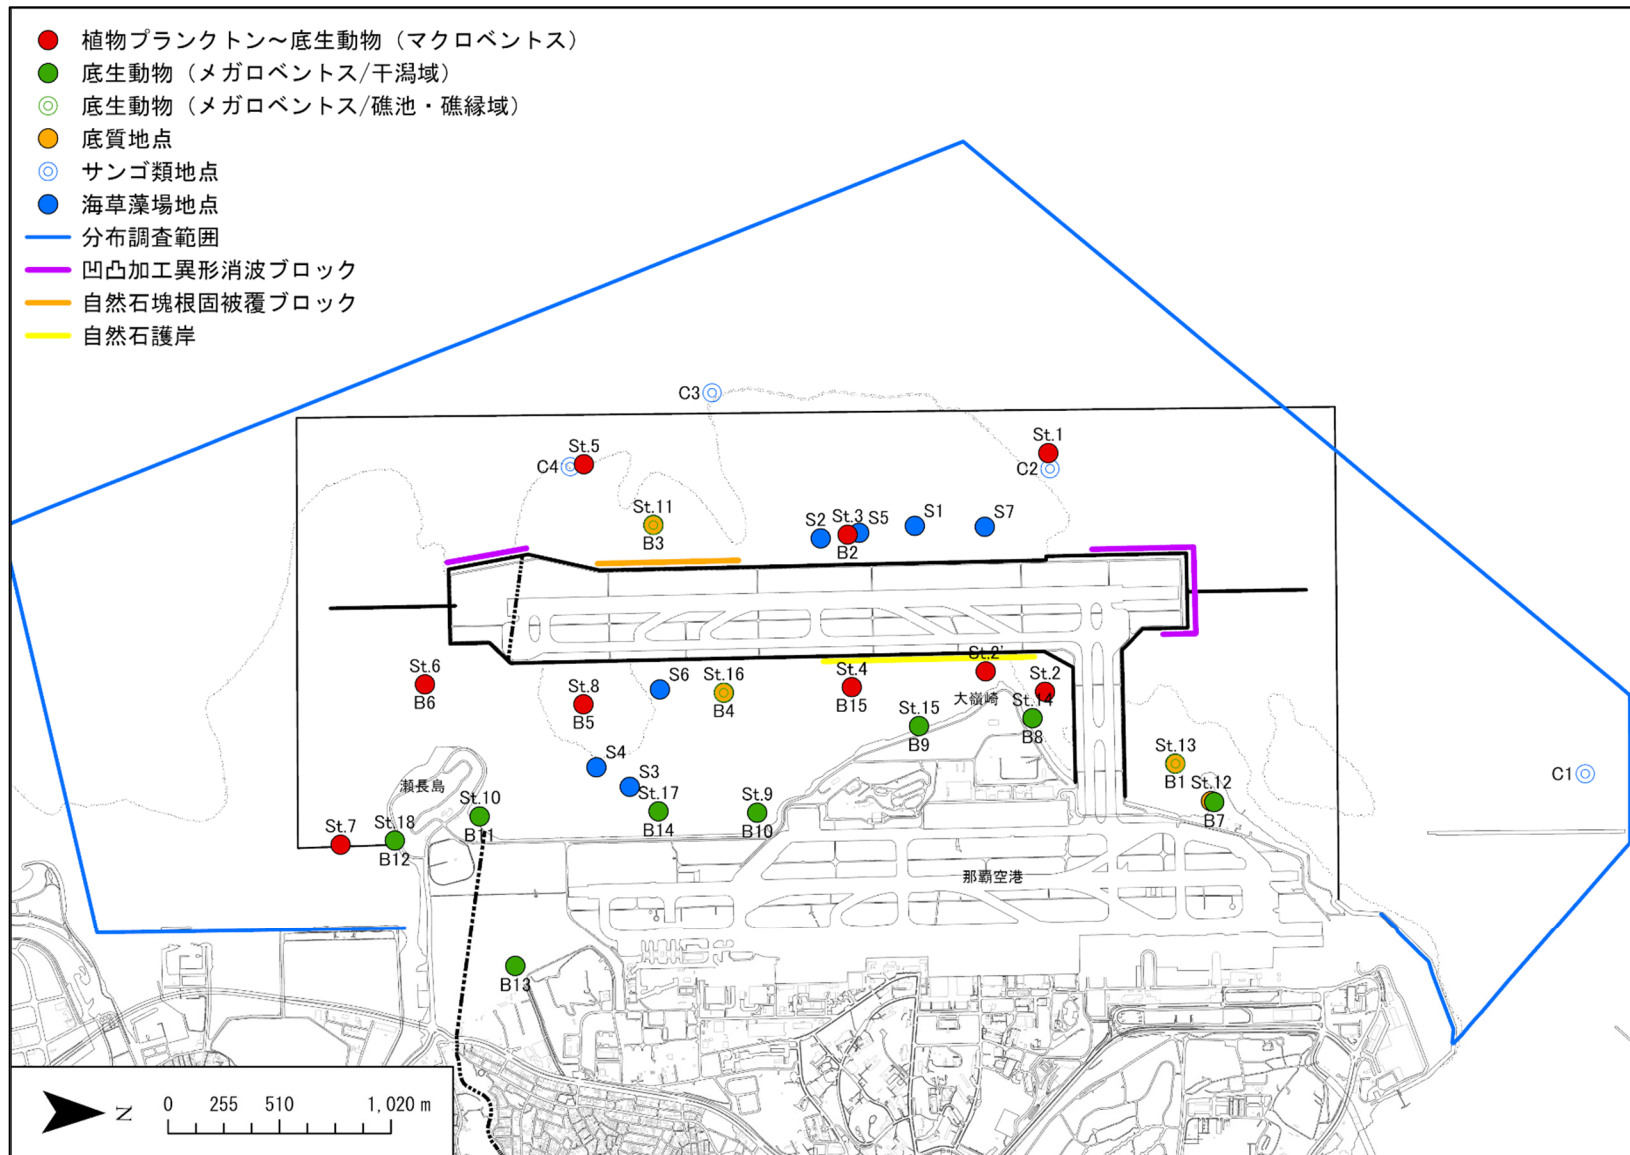 植物プランクトン～底生動物（マクロベントス）
底生動物（メガロベントス/干潟域）
底生動物（メガロベントス/礁池・礁縁域）
底質地点
サンゴ類地点
海草藻場地点
分布調査範囲
凹凸加工異形消波ブロック
自然石塊根固被覆ブロック
自然石護岸
C3
St.1
C2
St.5
C4
St.11
B3
S2
St.3
S5
B2
S1
S7
St.6
B6
St.8
B5
S6
St.16
B4
St.4
B15
St.2'
St.2
大嶺崎
St.14
B8
St.15
B9
St.13
B1
St.12
B7
C1
S4
S3
瀬長島
St.10
B11
St.17
B14
St.9
B10
St.7
St.18
B12
那覇空港
B13
N
0 255 510 1,020 m